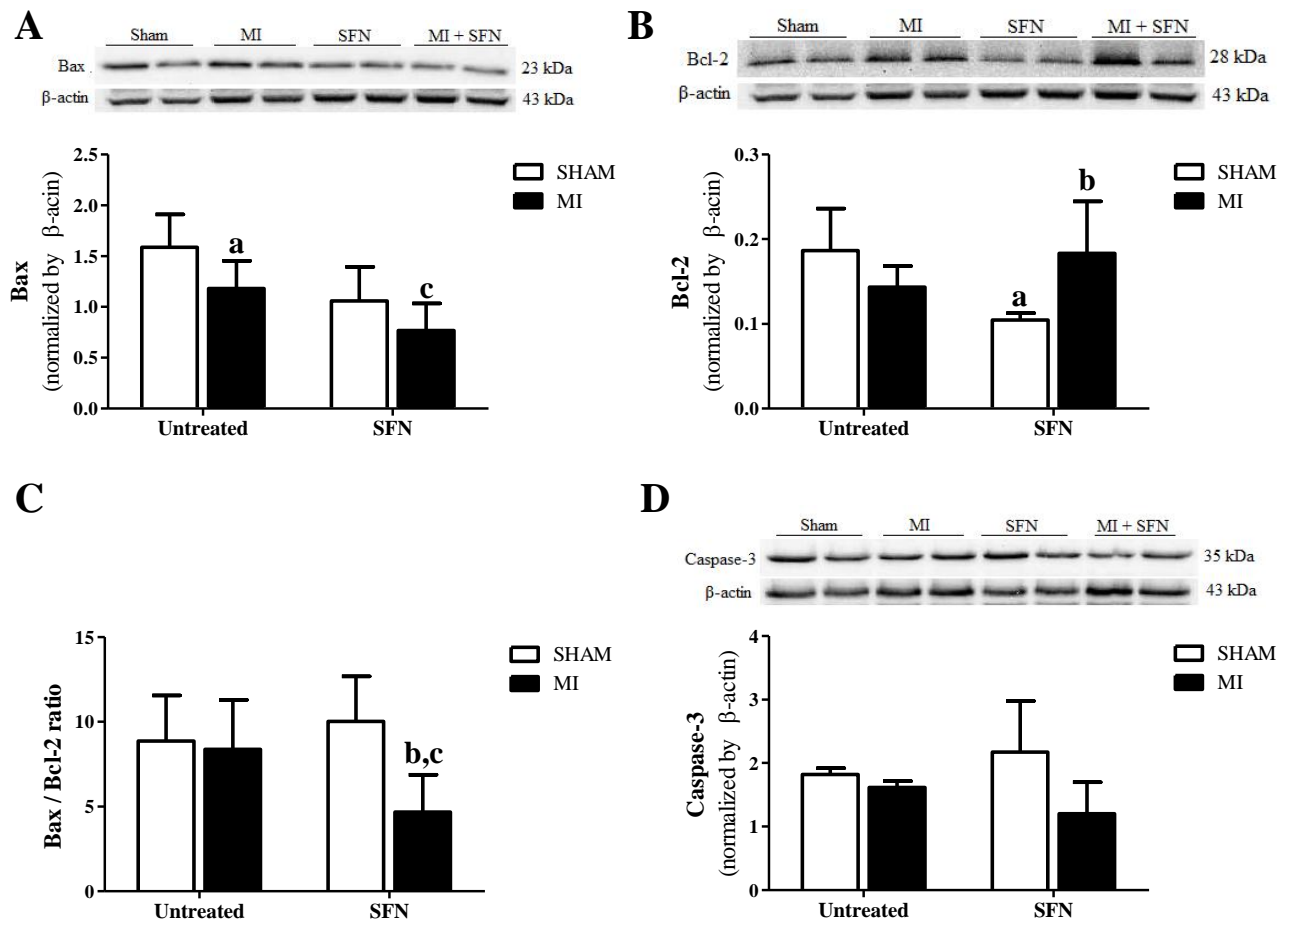 A
Sham MI SFN MI + SFN
Bax 23 kDa
β-actin 43 kDa
2.5
2.0
1.5
1.0
0.5
0.0
Bax
(normalized by β-acin)
a
c
SHAM
MI
Untreated SFN
B
Sham MI SFN MI + SFN
Bcl-2 28 kDa
β-actin 43 kDa
0.3
0.2
0.1
0.0
Bcl-2
(normalized by β-acin)
a
b
SHAM
MI
Untreated SFN
C
15
10
5
0
Bax / Bcl-2 ratio
b,c
SHAM
MI
Untreated SFN
D
Sham MI SFN MI + SFN
Caspase-3 35 kDa
β-actin 43 kDa
4
3
2
1
0
Caspase-3
(normalized by β-actin)
SHAM
MI
Untreated SFN